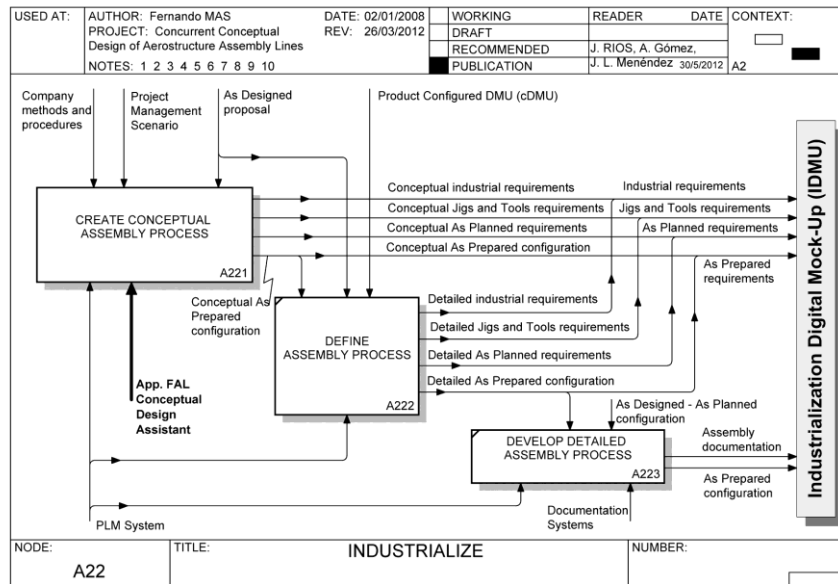 USED AT:
AUTHOR: Fernando MAS
DATE: 02/01/2008
PROJECT: Concurrent Conceptual
REV: 26/03/2012
Design of Aerostructure Assembly Lines
NOTES: 1 2 3 4 5 6 7 8 9 10
WORKING
DRAFT
RECOMMENDED
PUBLICATION
READER DATE
J. RIOS, A. Gómez,
J. L. Menéndez 30/5/2012
CONTEXT:
A2
Company
methods and
procedures
Project
Management
Scenario
As Designed
proposal
Product Configured DMU (cDMU)
CREATE CONCEPTUAL
ASSEMBLY PROCESS
A221
Conceptual industrial requirements
Conceptual Jigs and Tools requirements
Conceptual As Planned requirements
Conceptual As Prepared configuration
Industrial requirements
Jigs and Tools requirements
As Planned requirements
As Prepared
requirements
Conceptual As
Prepared
configuration
DEFINE
ASSEMBLY PROCESS
A222
Detailed industrial requirements
Detailed Jigs and Tools requirements
Detailed As Planned requirements
Detailed As Prepared configuration
App. FAL
Conceptual
Design
Assistant
As Designed - As Planned
configuration
DEVELOP DETAILED
ASSEMBLY PROCESS
A223
Assembly
documentation
As Prepared
configuration
PLM System
Documentation
Systems
Industrialization Digital Mock-Up (IDMU)
NODE:
A22
TITLE:
INDUSTRIALIZE
NUMBER: